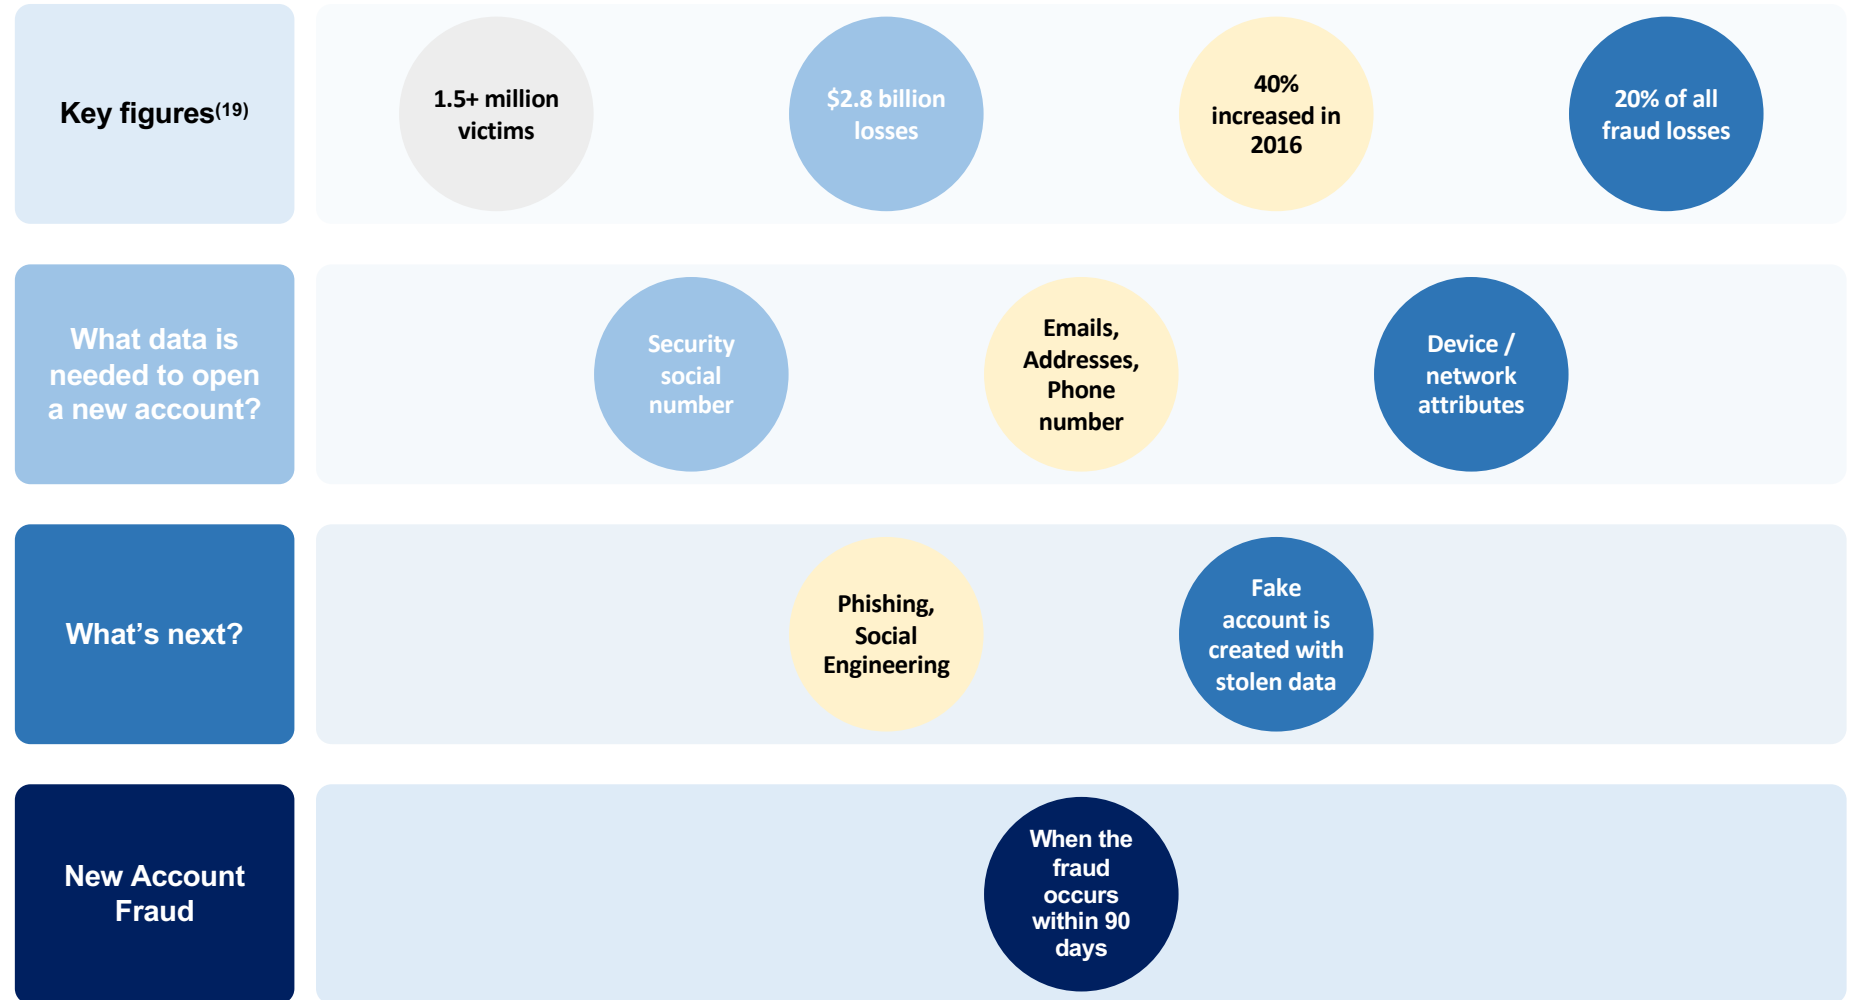 Key figures(19)
1.5+ million
victims
$2.8 billion
losses
40%
increased in
2016
20% of all
fraud losses
What data is
needed to open
a new account?
Security
social
number
Emails,
Addresses,
Phone
number
Device /
network
attributes
What's next?
Phishing,
Social
Engineering
Fake
account is
created with
stolen data
New Account
Fraud
When the
fraud
occurs
within 90
days